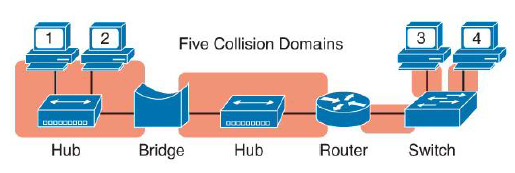 1 2 Five Collision Domains 3 4
Hub Bridge Hub Router Switch